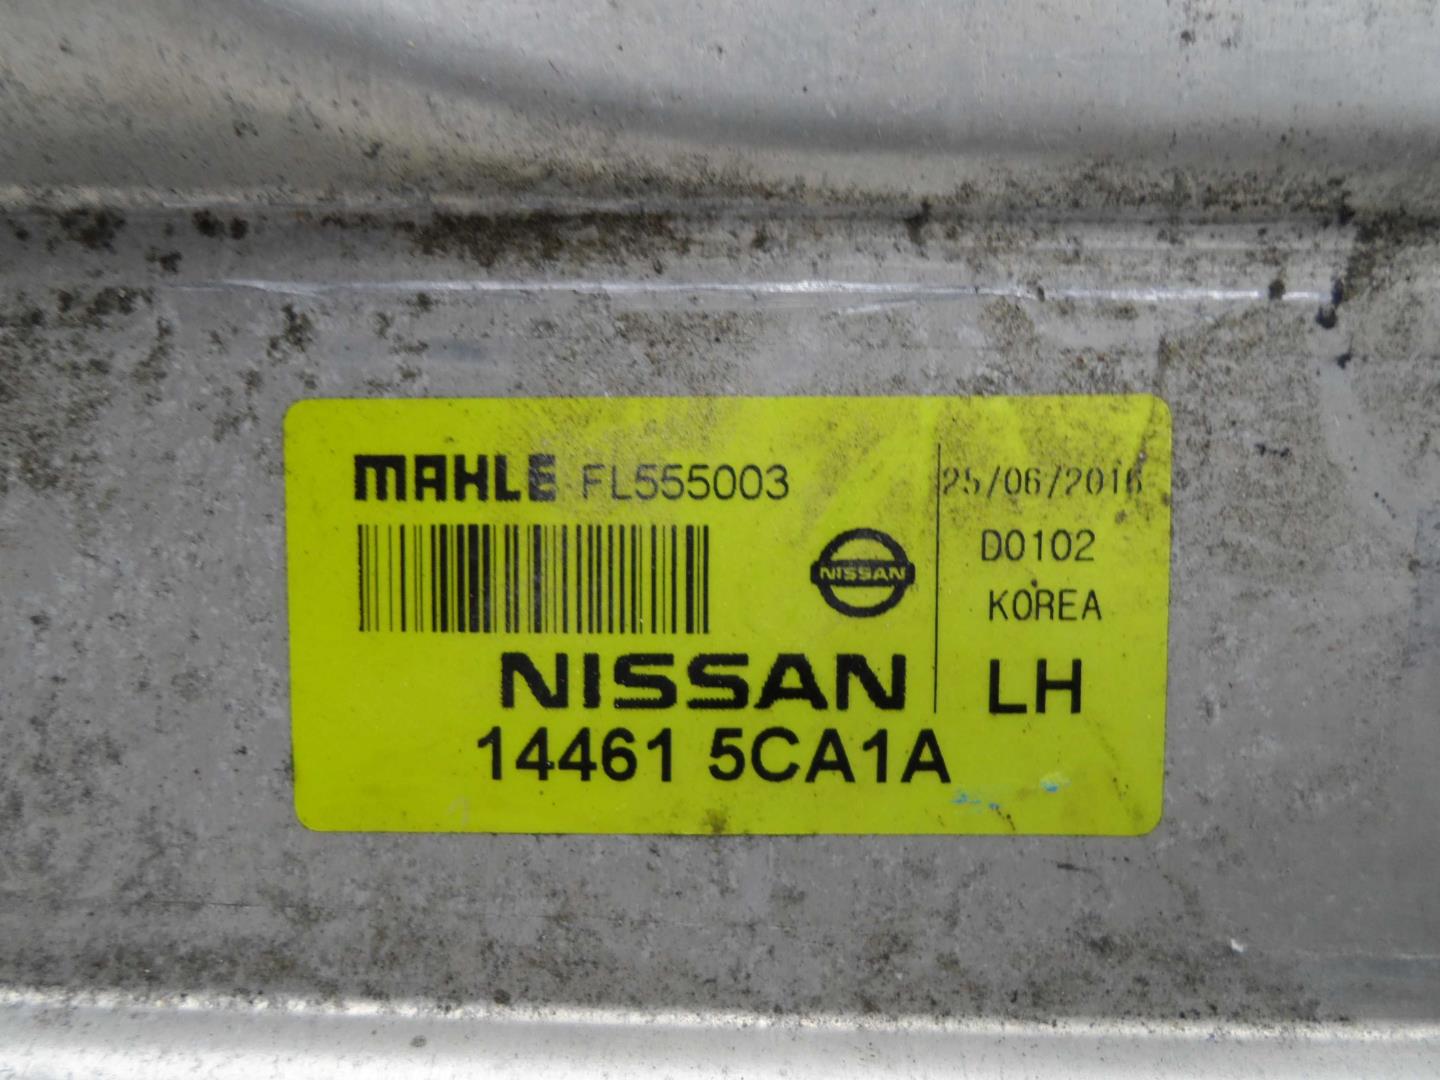 MAHLE FL555003
25/06/2016
D0102
NISSAN
KOREA
NISSAN
LH
14461 5CA1A